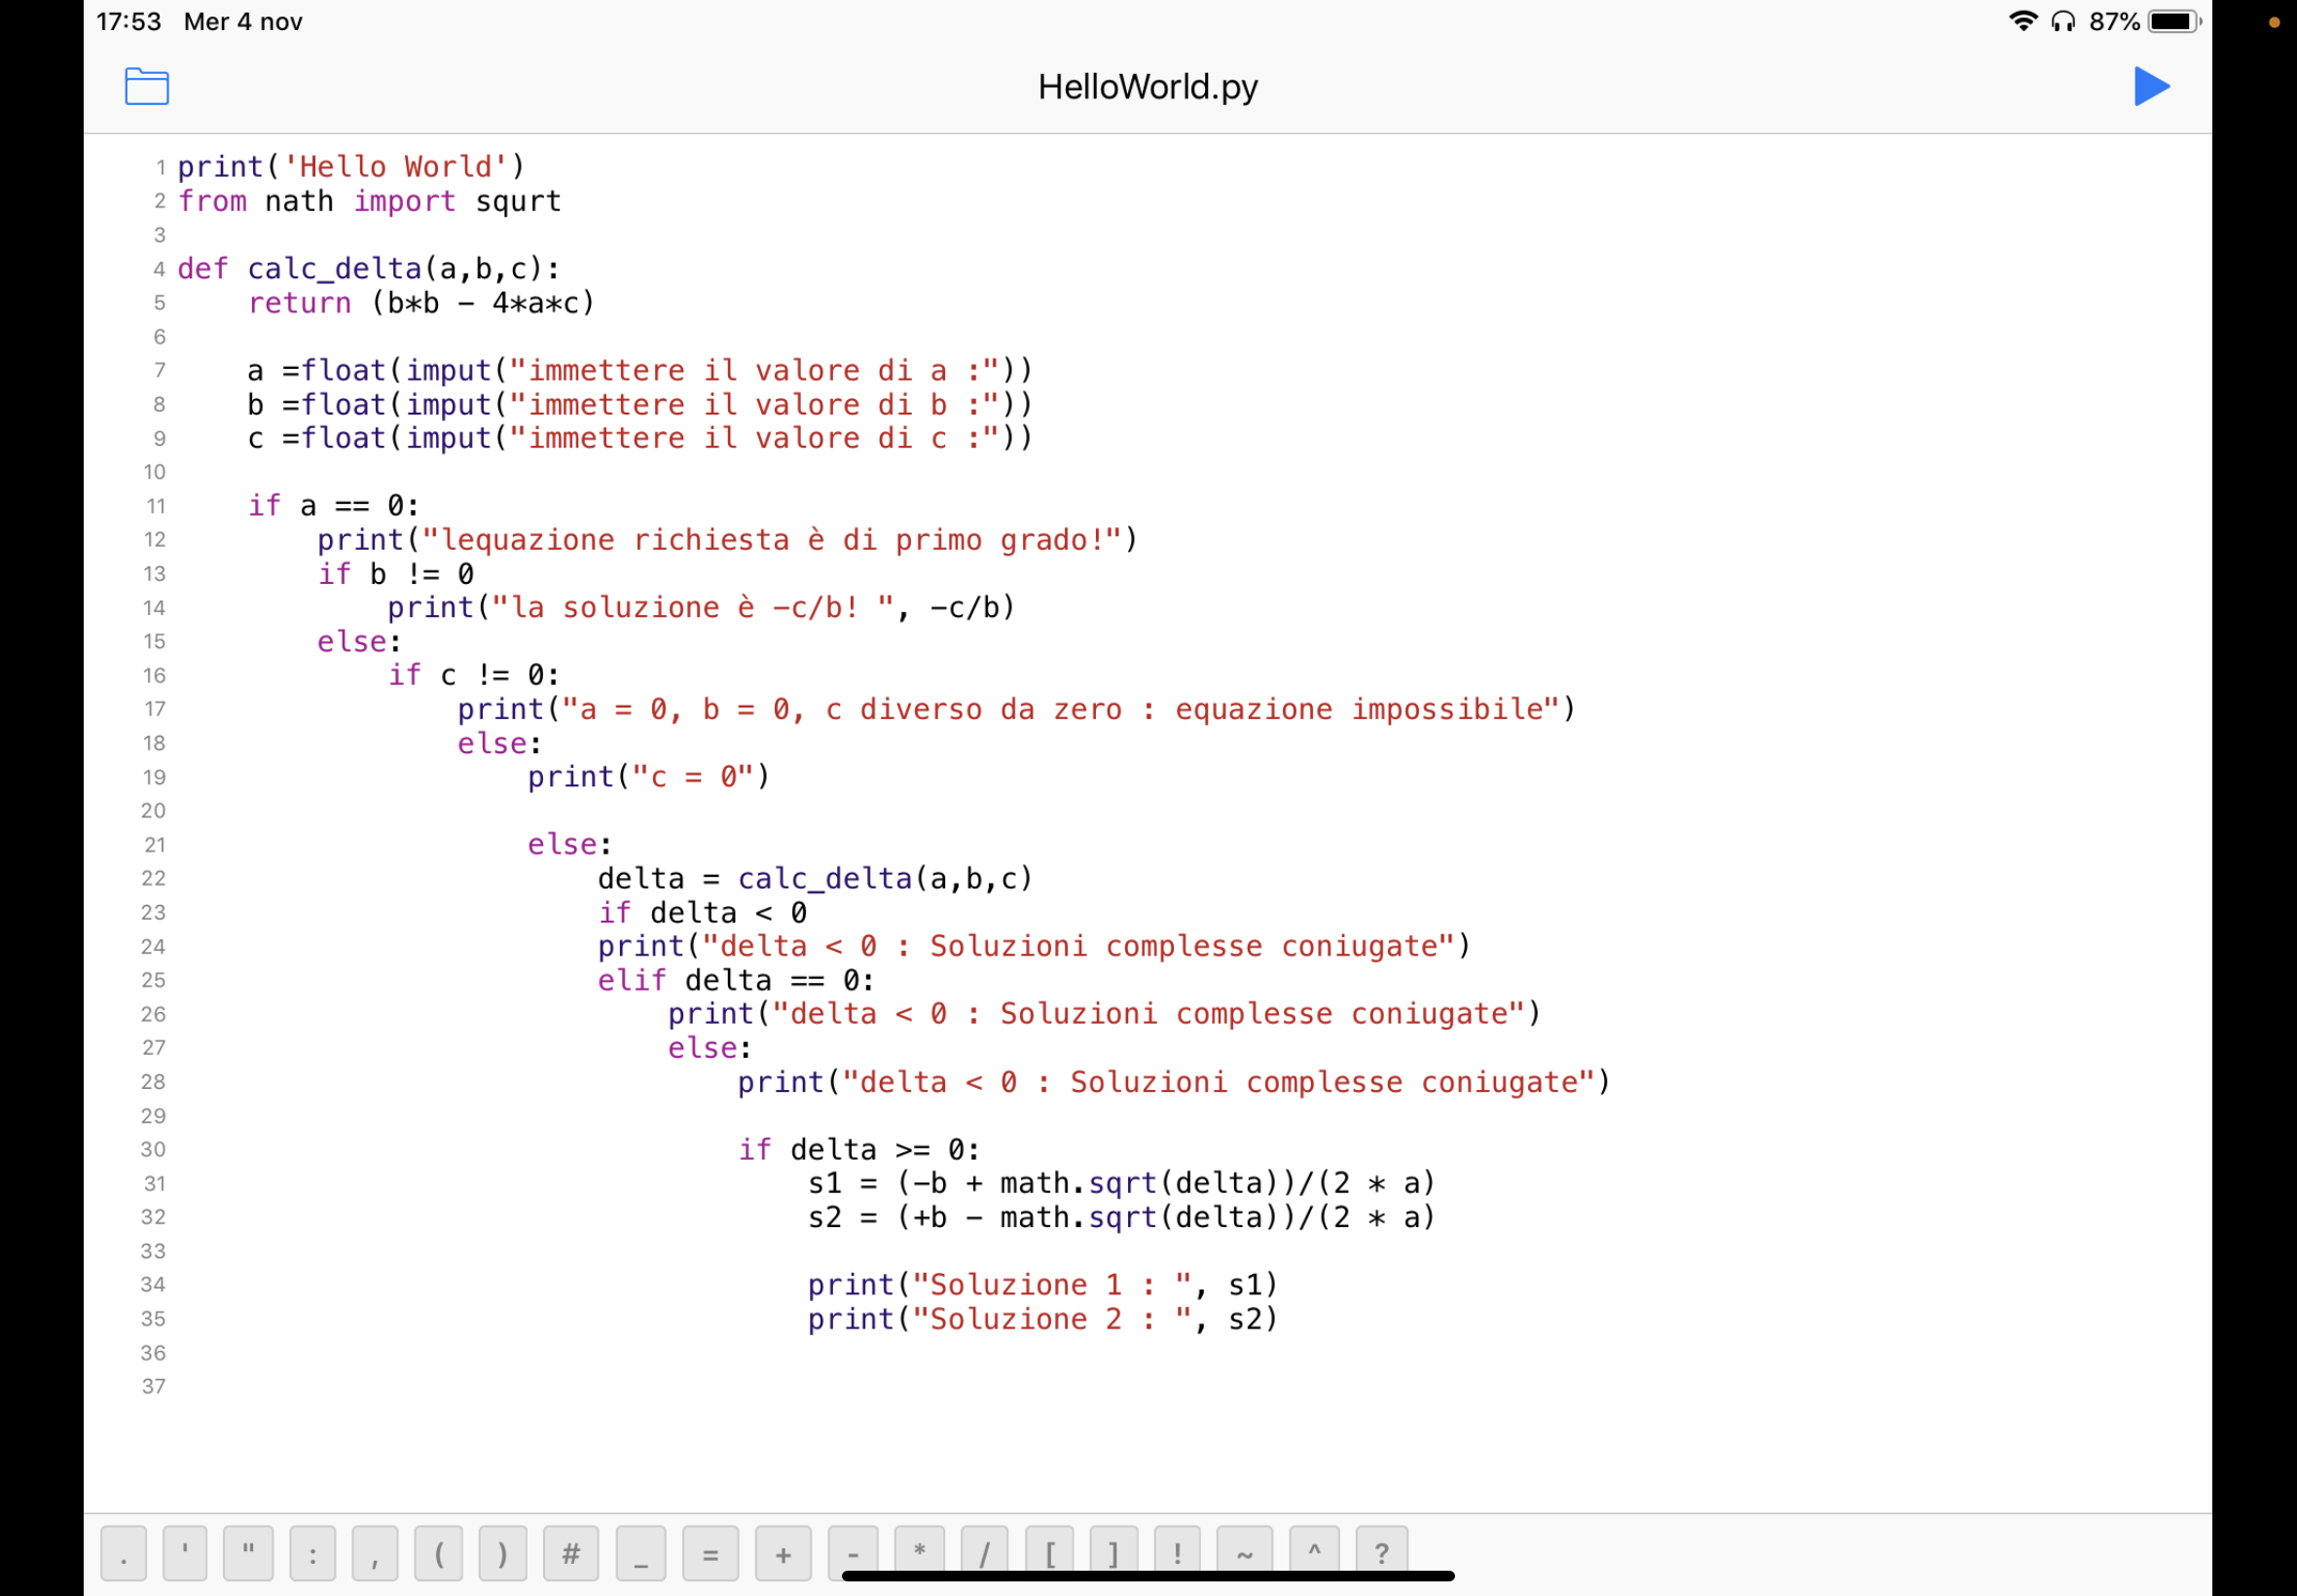 17:53 Mer 4 nov 87%
HelloWorld.py
1 print('Hello World')
2 from nath import squrt
3
4 def calc_delta(a,b,c):
5     return (b*b - 4*a*c)
6
7     a =float(imput("immettere il valore di a :"))
8     b =float(imput("immettere il valore di b :"))
9     c =float(imput("immettere il valore di c :"))
10
11     if a == 0:
12         print("lequazione richiesta è di primo grado!")
13         if b != 0
14             print("la soluzione è -c/b! ", -c/b)
15         else:
16             if c != 0:
17                 print("a = 0, b = 0, c diverso da zero : equazione impossibile")
18                 else:
19                     print("c = 0")
20
21                     else:
22                         delta = calc_delta(a,b,c)
23                         if delta < 0
24                         print("delta < 0 : Soluzioni complesse coniugate")
25                         elif delta == 0:
26                             print("delta < 0 : Soluzioni complesse coniugate")
27                             else:
28                                 print("delta < 0 : Soluzioni complesse coniugate")
29
30                                 if delta >= 0:
31                                     s1 = (-b + math.sqrt(delta))/(2 * a)
32                                     s2 = (+b - math.sqrt(delta))/(2 * a)
33
34                                     print("Soluzione 1 : ", s1)
35                                     print("Soluzione 2 : ", s2)
36
37
. ' " : , ( ) # _ = + - * / [ ] ! ~ ^ ?